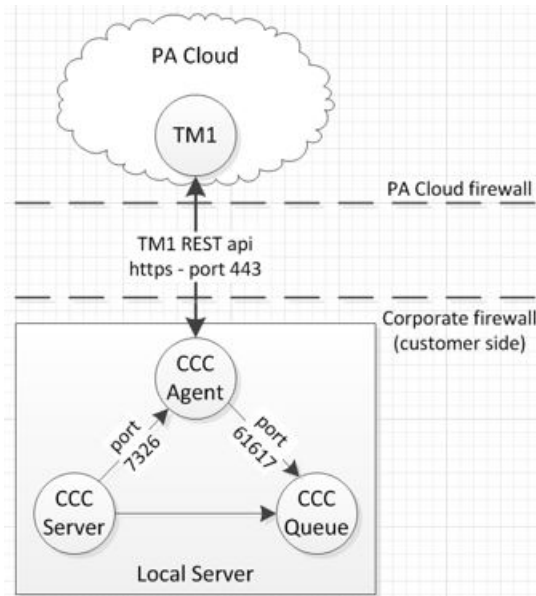 PA Cloud
TM1
PA Cloud firewall
TM1 REST api
https - port 443
Corporate firewall
(customer side)
CCC
Agent
port
7326
port
61617
CCC
Server
CCC
Queue
Local Server